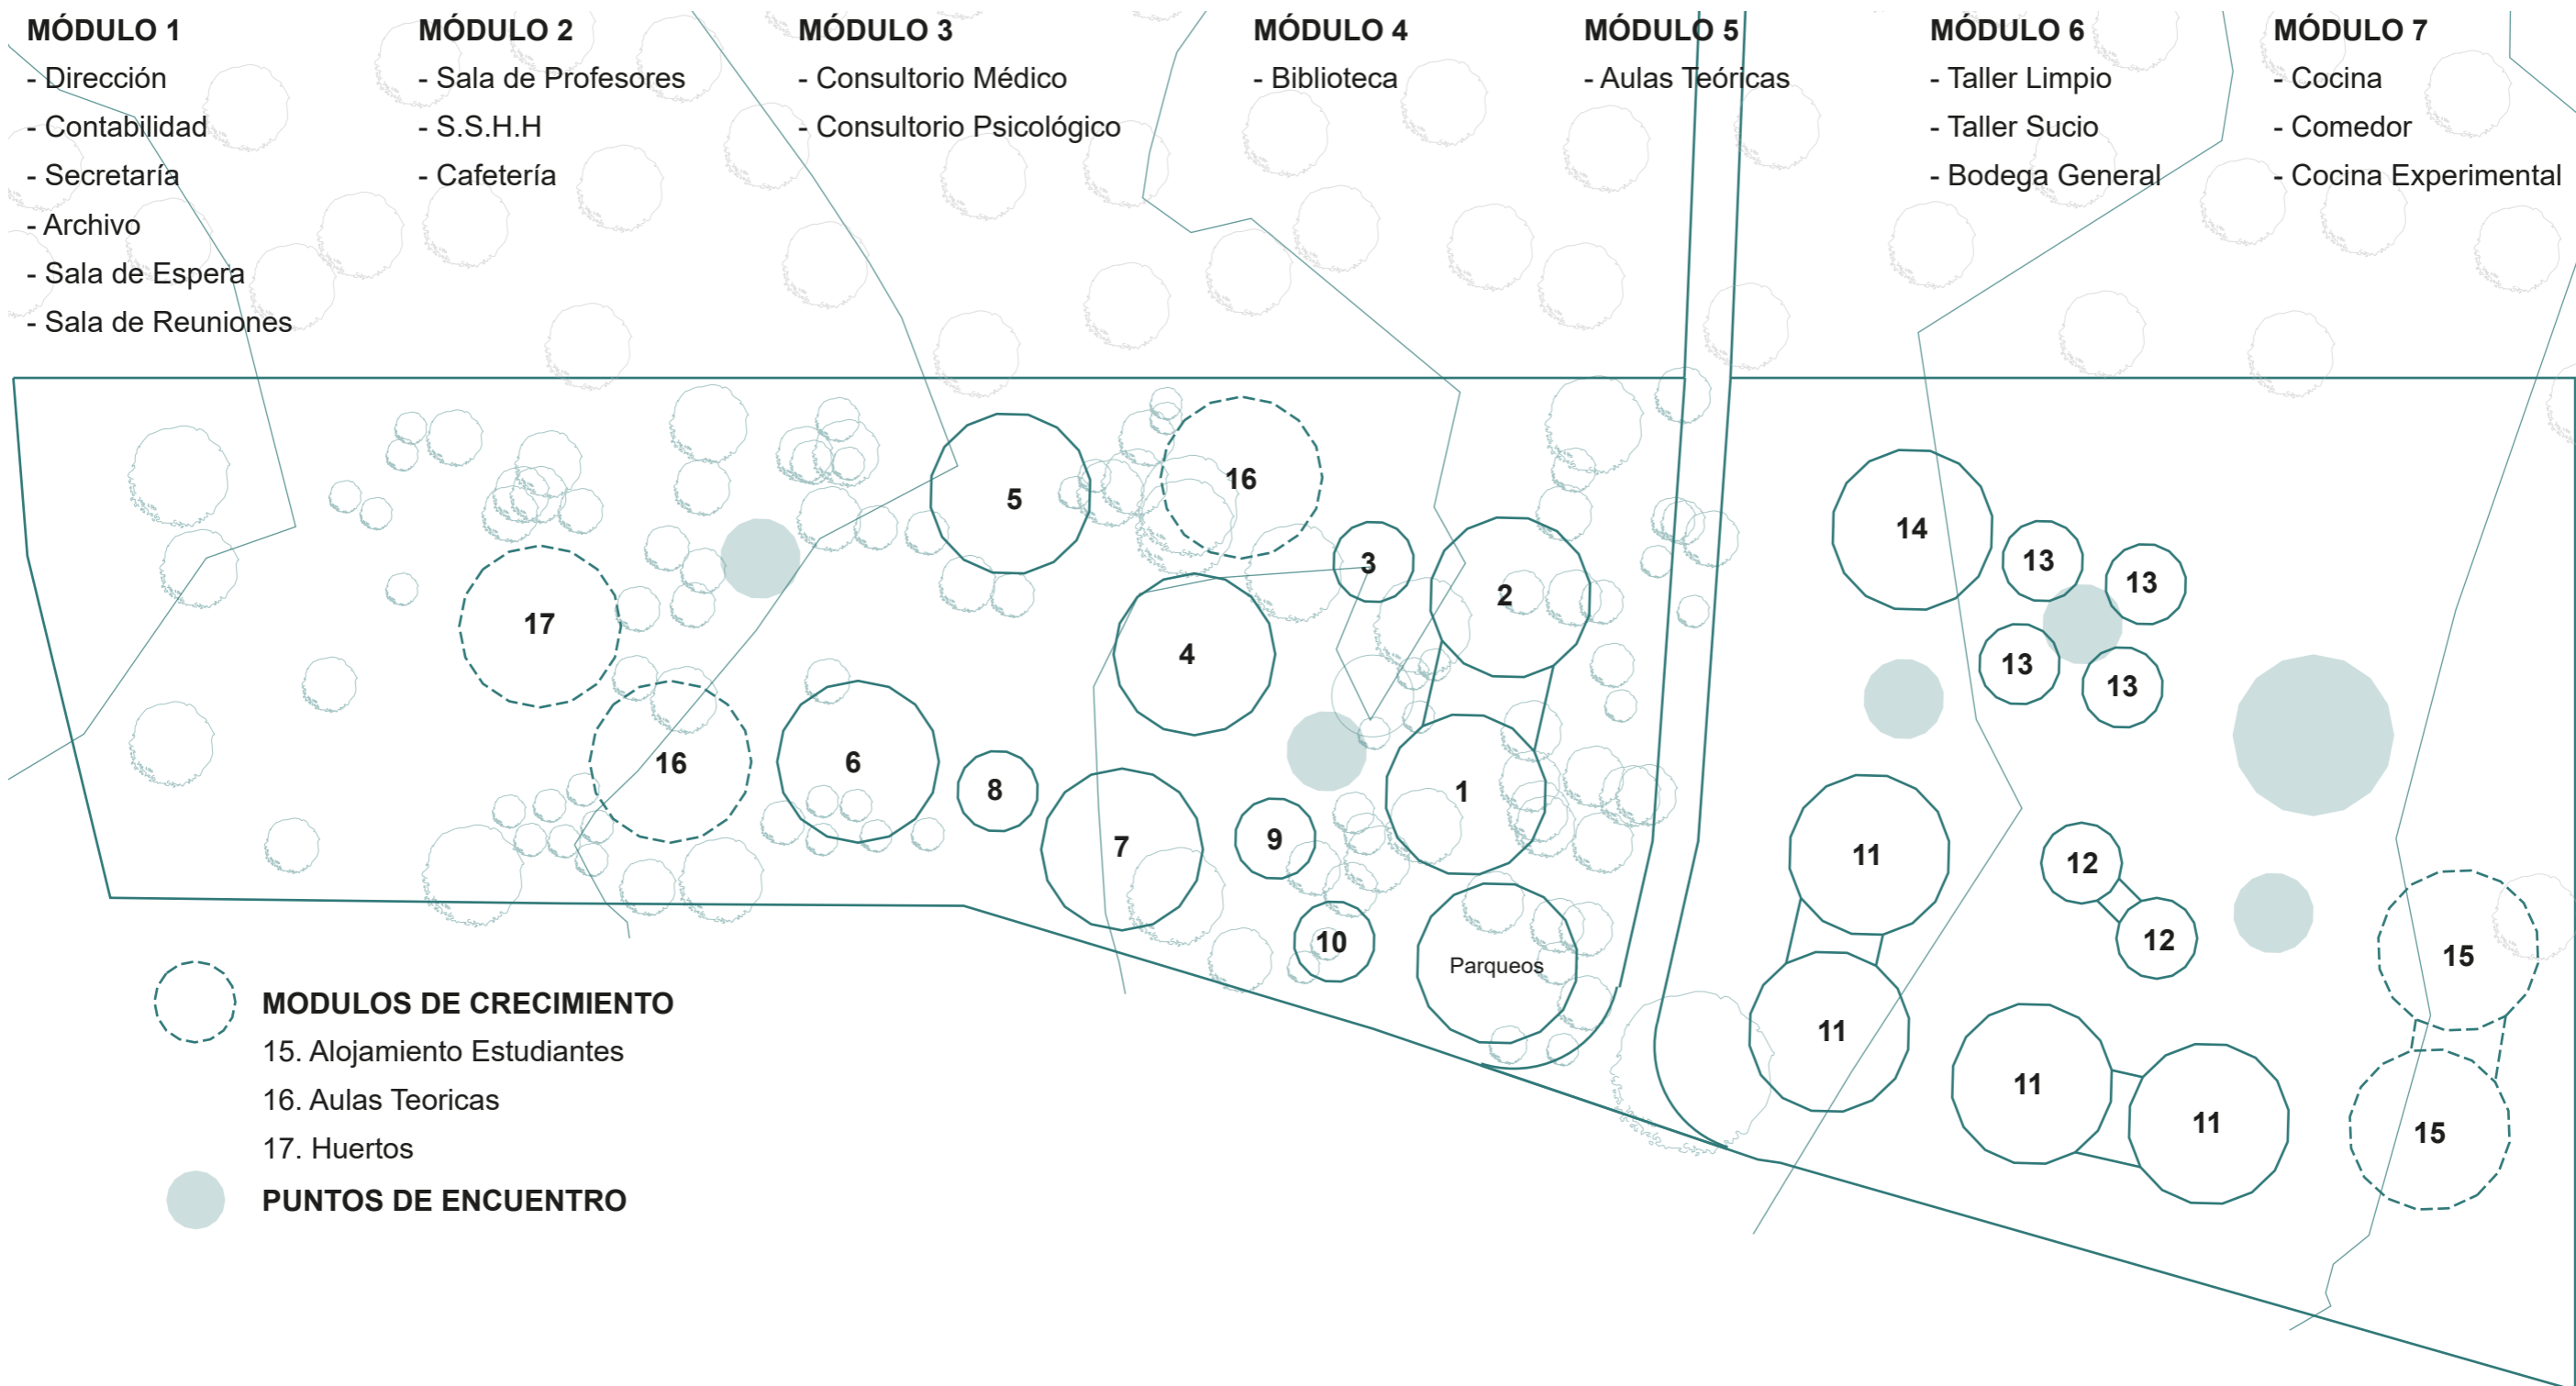 MÓDULO 1
- Dirección
- Contabilidad
- Secretaría
- Archivo
- Sala de Espera
- Sala de Reuniones
MÓDULO 2
- Sala de Profesores
- S.S.H.H
- Cafetería
MÓDULO 3
- Consultorio Médico
- Consultorio Psicológico
MÓDULO 4
- Biblioteca
MÓDULO 5
- Aulas Teóricas
MÓDULO 6
- Taller Limpio
- Taller Sucio
- Bodega General
MÓDULO 7
- Cocina
- Comedor
- Cocina Experimental
16
5
14
3
13
13
2
17
4
13
13
16
6
8
1
7
9
11
12
12
10
Parqueos
15
11
11
11
15
MODULOS DE CRECIMIENTO
15. Alojamiento Estudiantes
16. Aulas Teoricas
17. Huertos
PUNTOS DE ENCUENTRO